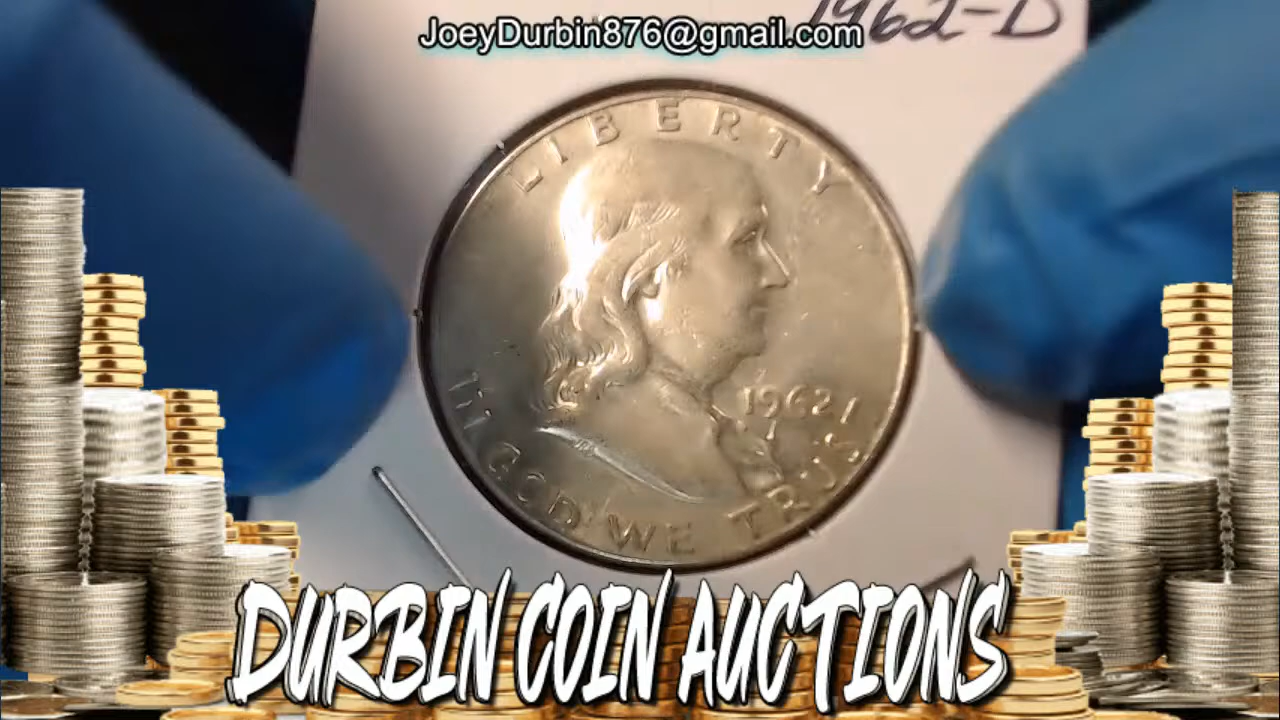 JoeyDurbin876@gmail.com
1962-D
LIBERTY
1962
IN GOD WE TRUST
DURBIN COIN AUCTIONS